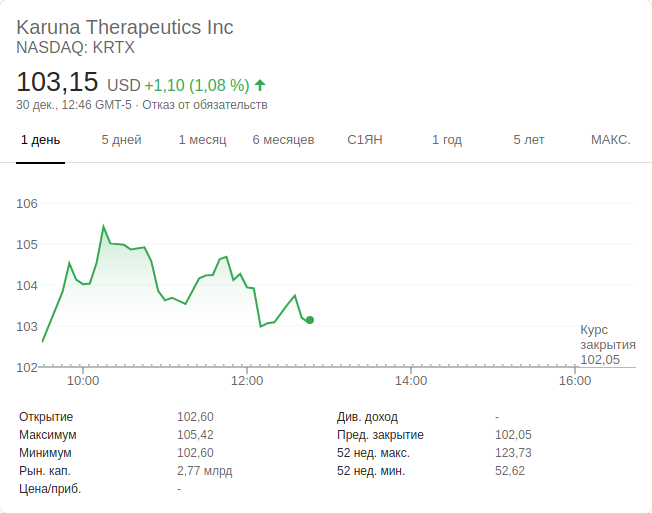 Karuna Therapeutics Inc
NASDAQ: KRTX
103,15 USD +1,10 (1,08 %)
30 дек., 12:46 GMT-5 · Отказ от обязательств
1 день 5 дней 1 месяц 6 месяцев С1ЯН 1 год 5 лет МАКС.
106
105
104
103
102
Курс
закрытия
102,05
10:00 12:00 14:00 16:00
Открытие 102,60 Див. доход -
Максимум 105,42 Пред. закрытие 102,05
Минимум 102,60 52 нед. макс. 123,73
Рын. кап. 2,77 млрд 52 нед. мин. 52,62
Цена/приб. -